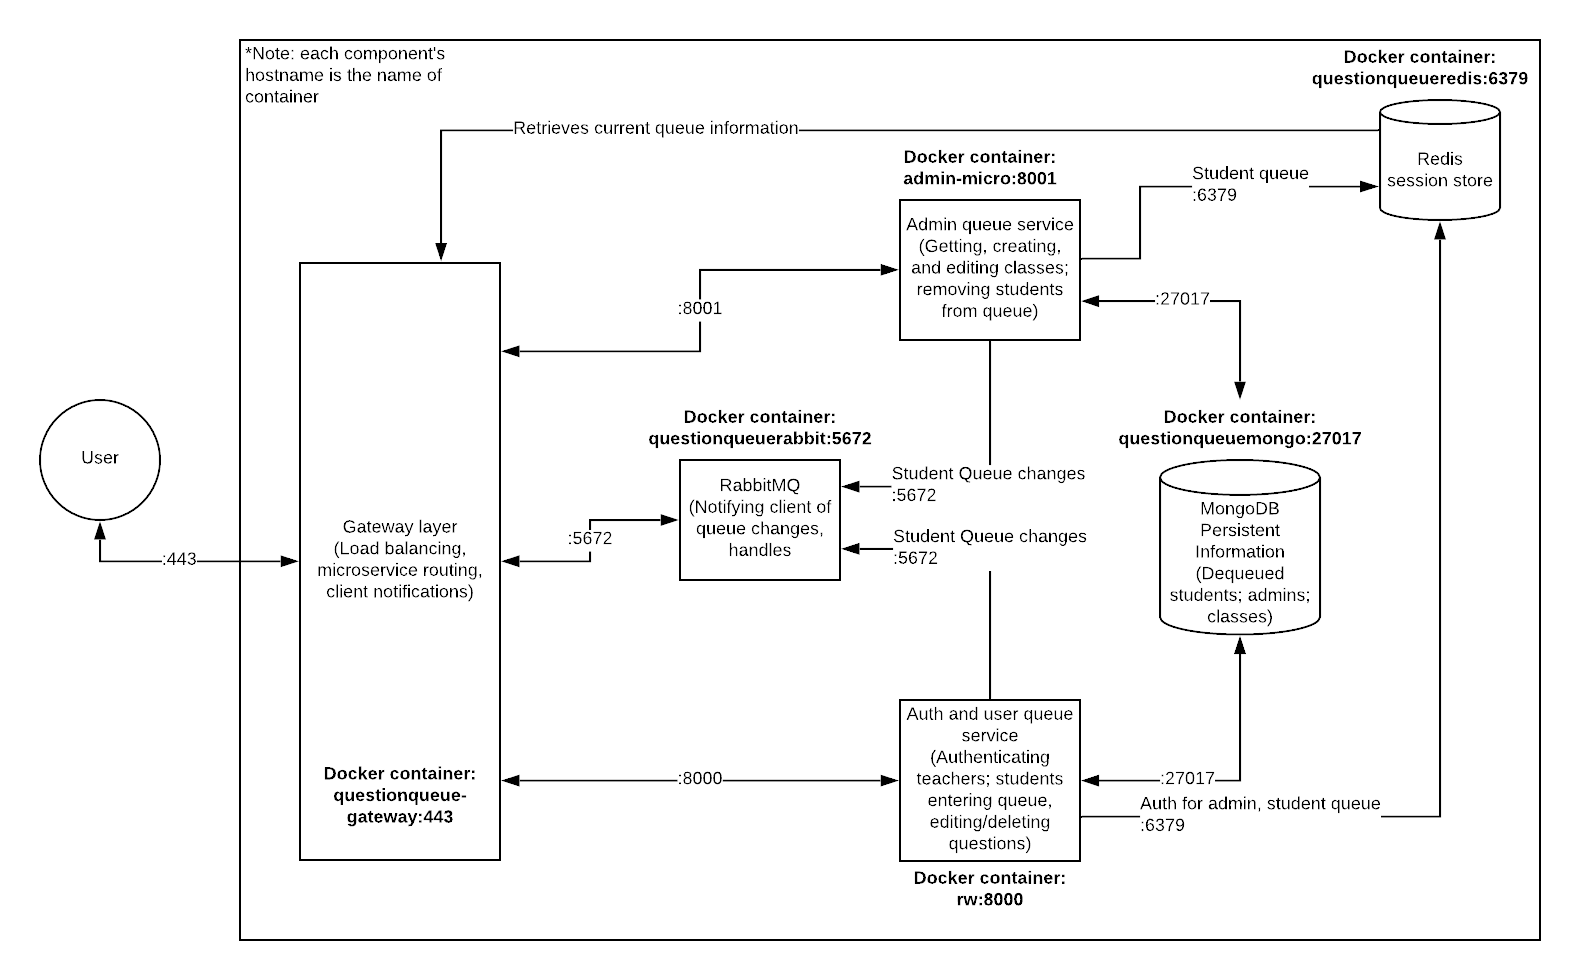 *Note: each component's
hostname is the name of
container
Docker container:
questionqueueredis:6379
Retrieves current queue information
Redis
session store
Docker container:
admin-micro:8001
Student queue
:6379
Admin queue service
(Getting, creating,
and editing classes;
removing students
from queue)
:8001
:27017
Docker container:
questionqueuerabbit:5672
Docker container:
questionqueuemongo:27017
User
RabbitMQ
(Notifying client of
queue changes,
handles
Student Queue changes
:5672
Student Queue changes
:5672
MongoDB
Persistent
Information
(Dequeued
students; admins;
classes)
:443
Gateway layer
(Load balancing,
microservice routing,
client notifications)
:5672
Docker container:
questionqueue-
gateway:443
:8000
Auth and user queue
service
(Authenticating
teachers; students
entering queue,
editing/deleting
questions)
:27017
Auth for admin, student queue
:6379
Docker container:
rw:8000